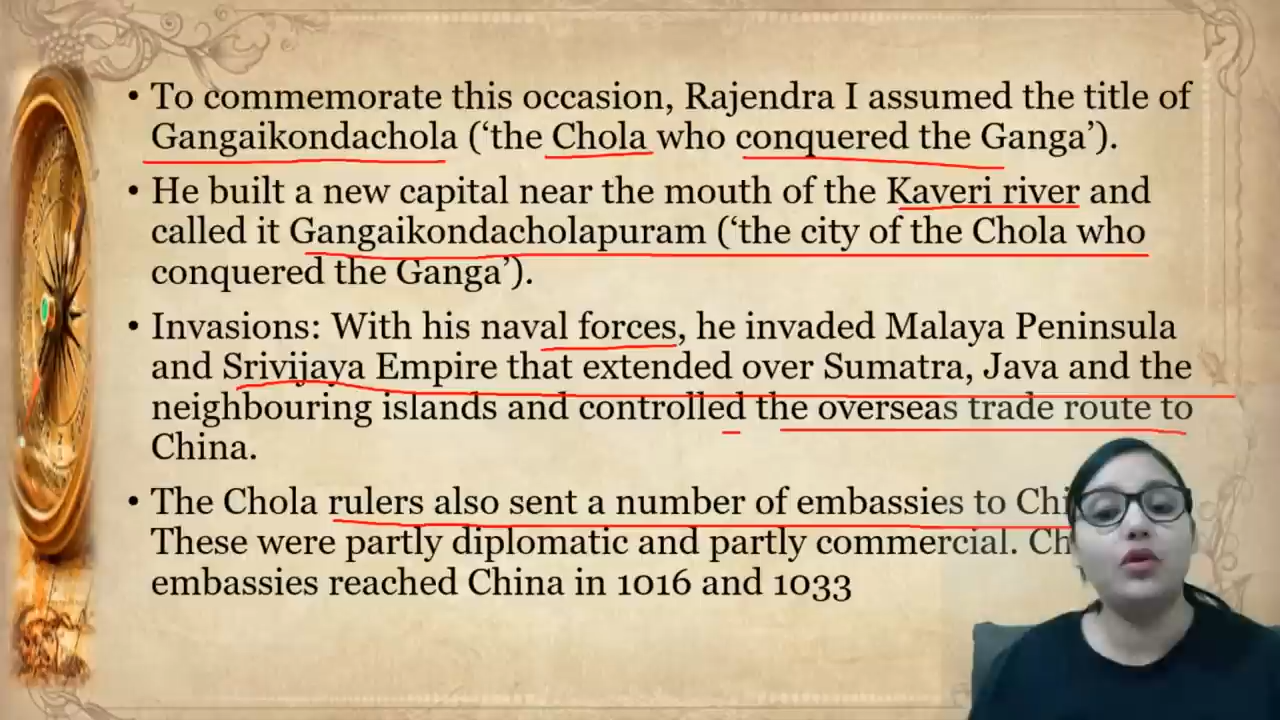 • To commemorate this occasion, Rajendra I assumed the title of
Gangaikondachola (‘the Chola who conquered the Ganga’).
• He built a new capital near the mouth of the Kaveri river and
called it Gangaikondacholapuram (‘the city of the Chola who
conquered the Ganga’).
• Invasions: With his naval forces, he invaded Malaya Peninsula
and Srivijaya Empire that extended over Sumatra, Java and the
neighbouring islands and controlled the overseas trade route to
China.
• The Chola rulers also sent a number of embassies to
These were partly diplomatic and partly commercial.
embassies reached China in 1016 and 1033